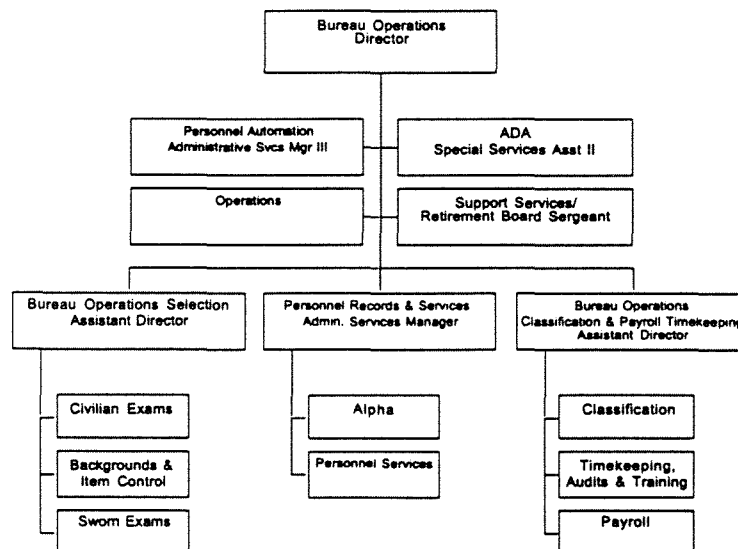 Bureau Operations
Director
Personnel Automation
Administrative Svcs Mgr III
ADA
Special Services Asst II
Operations
Support Services/
Retirement Board Sergeant
Bureau Operations Selection
Assistant Director
Personnel Records & Services
Admin. Services Manager
Bureau Operations
Classification & Payroll Timekeeping
Assistant Director
Civilian Exams
Backgrounds &
Item Control
Sworn Exams
Alpha
Personnel Services
Classification
Timekeeping,
Audits & Training
Payroll